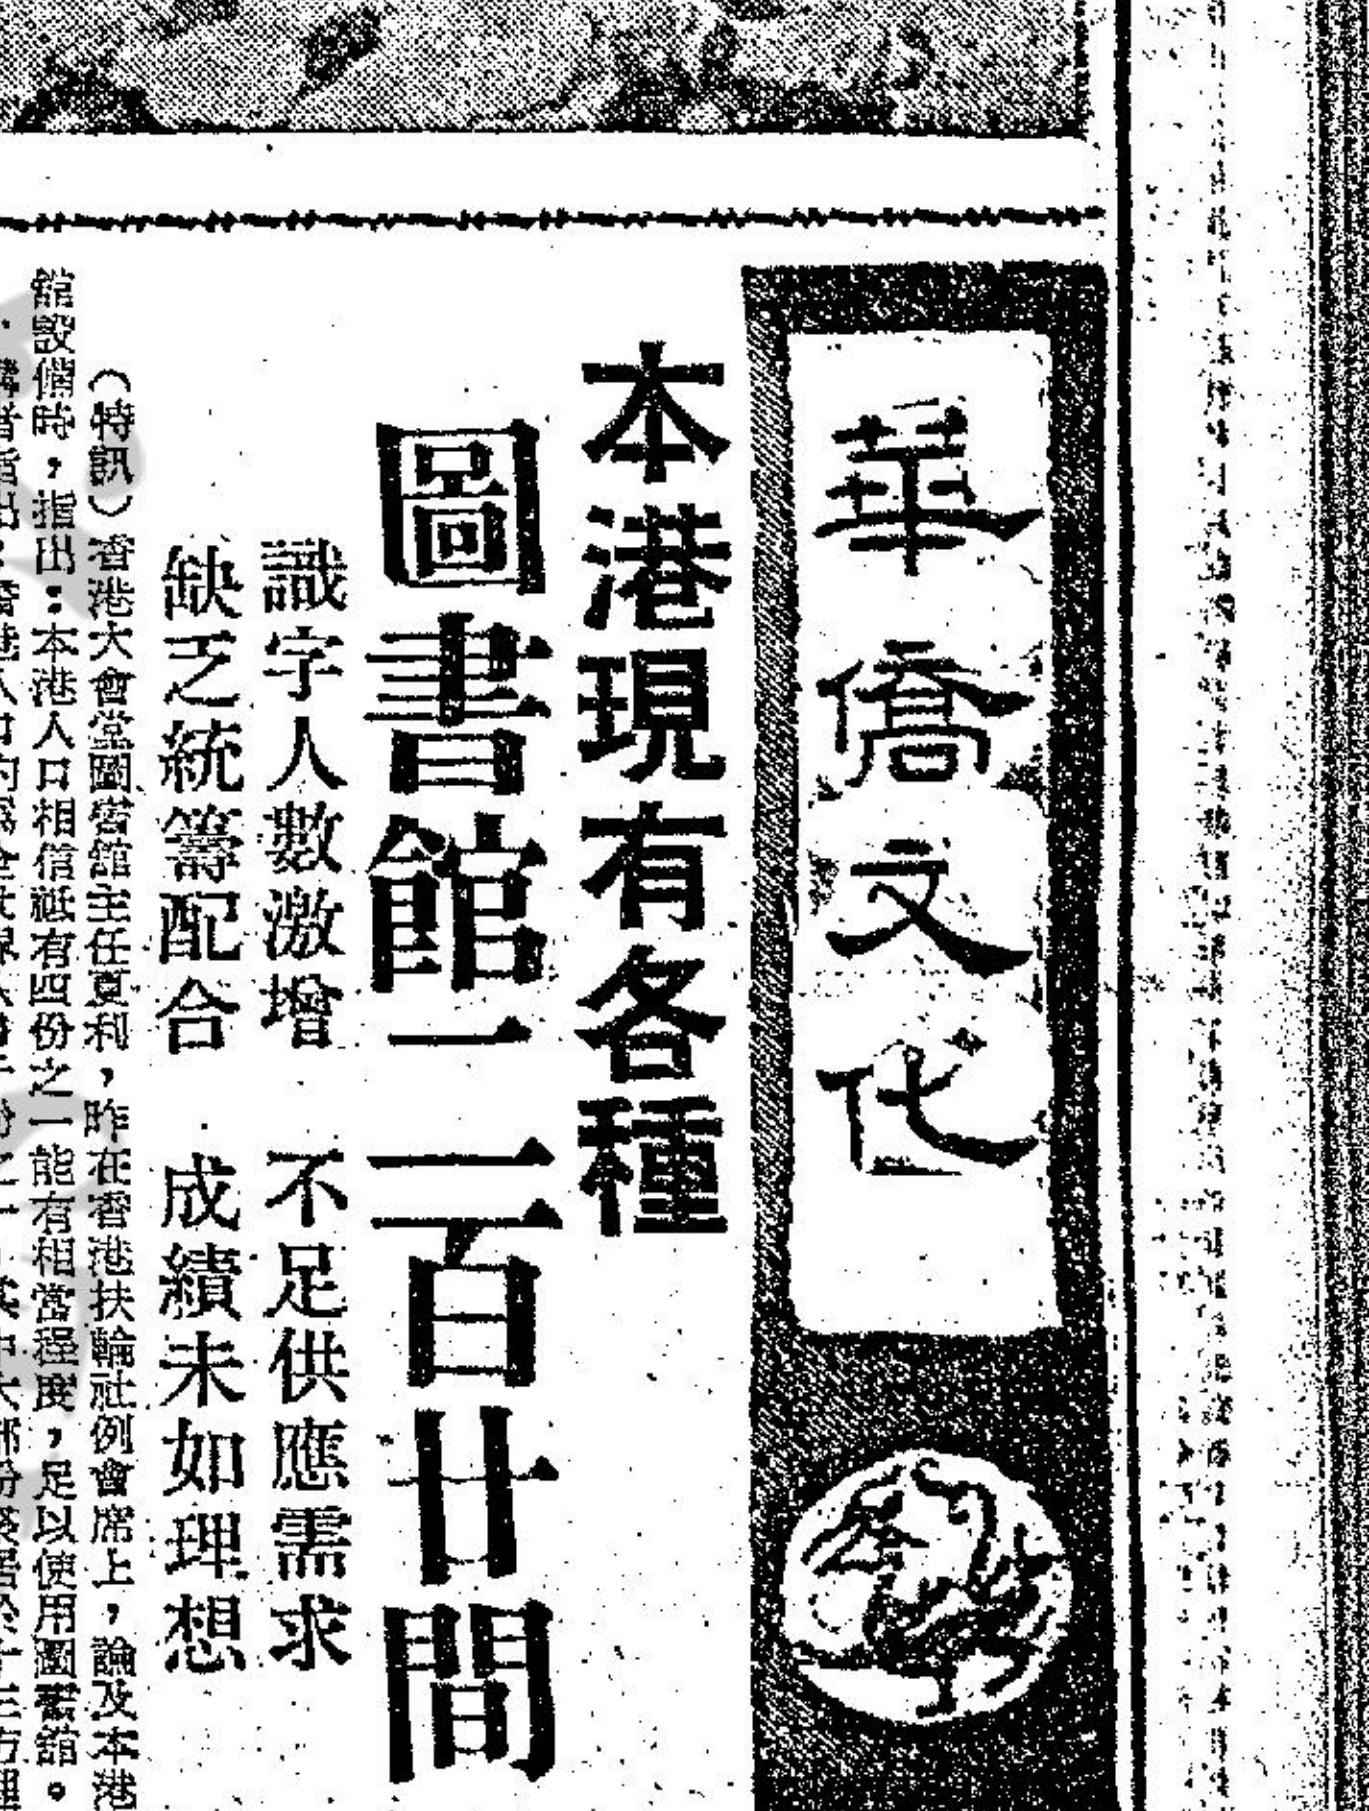 華僑文化
本港現有各種
圖書館二百廿間
識字人數激增　不足供應需求
缺乏統籌配合　成績未如理想
（特訊）香港大會堂圖書館主任夏利，昨在香港扶輪社例會席上，論及本港
館設備時，指出：本港人口相信祗有四份之一能有相當程度，足以使用圖書館。